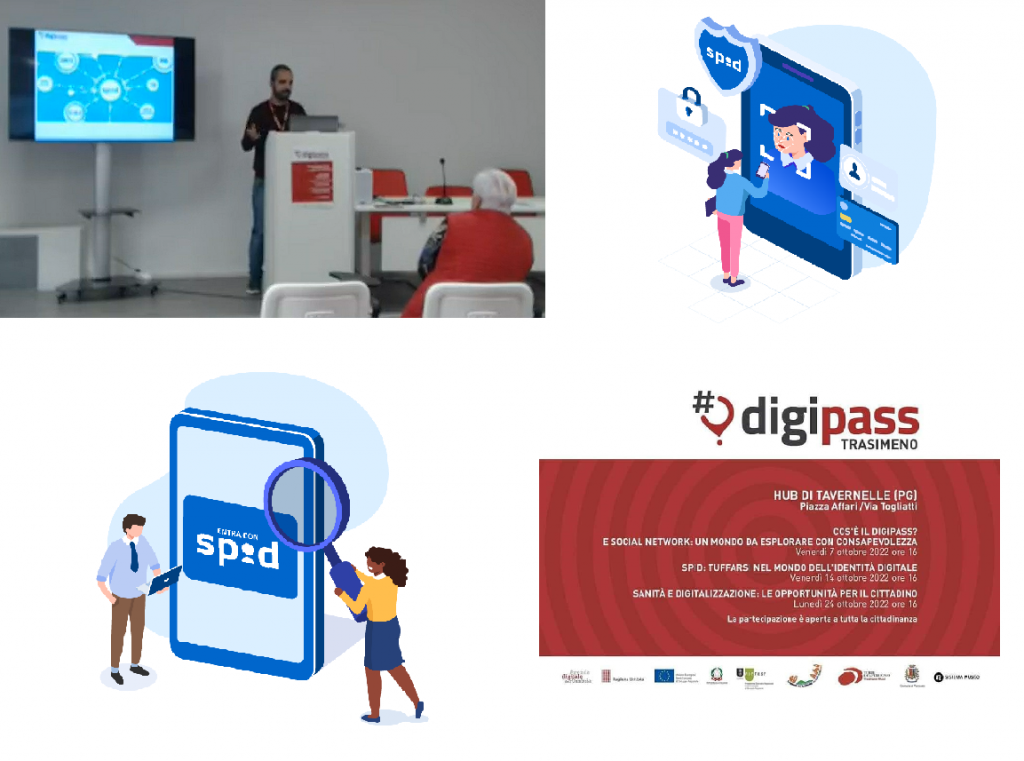 spid
digipass
spid
ENTRA CON
spid
#digipass
TRASIMENO
HUB DI TAVERNELLE (PG)
Piazza Affari/Via Togliatti
COS'È IL DIGIPASS?
E SOCIAL NETWORK: UN MONDO DA ESPLORARE CON CONSAPEVOLEZZA
Venerdì 7 ottobre 2022 ore 16
SPID: TUFFARSI NEL MONDO DELL'IDENTITÀ DIGITALE
Venerdì 14 ottobre 2022 ore 16
SANITÀ E DIGITALIZZAZIONE: LE OPPORTUNITÀ PER IL CITTADINO
Lunedì 24 ottobre 2022 ore 16
La partecipazione è aperta a tutta la cittadinanza